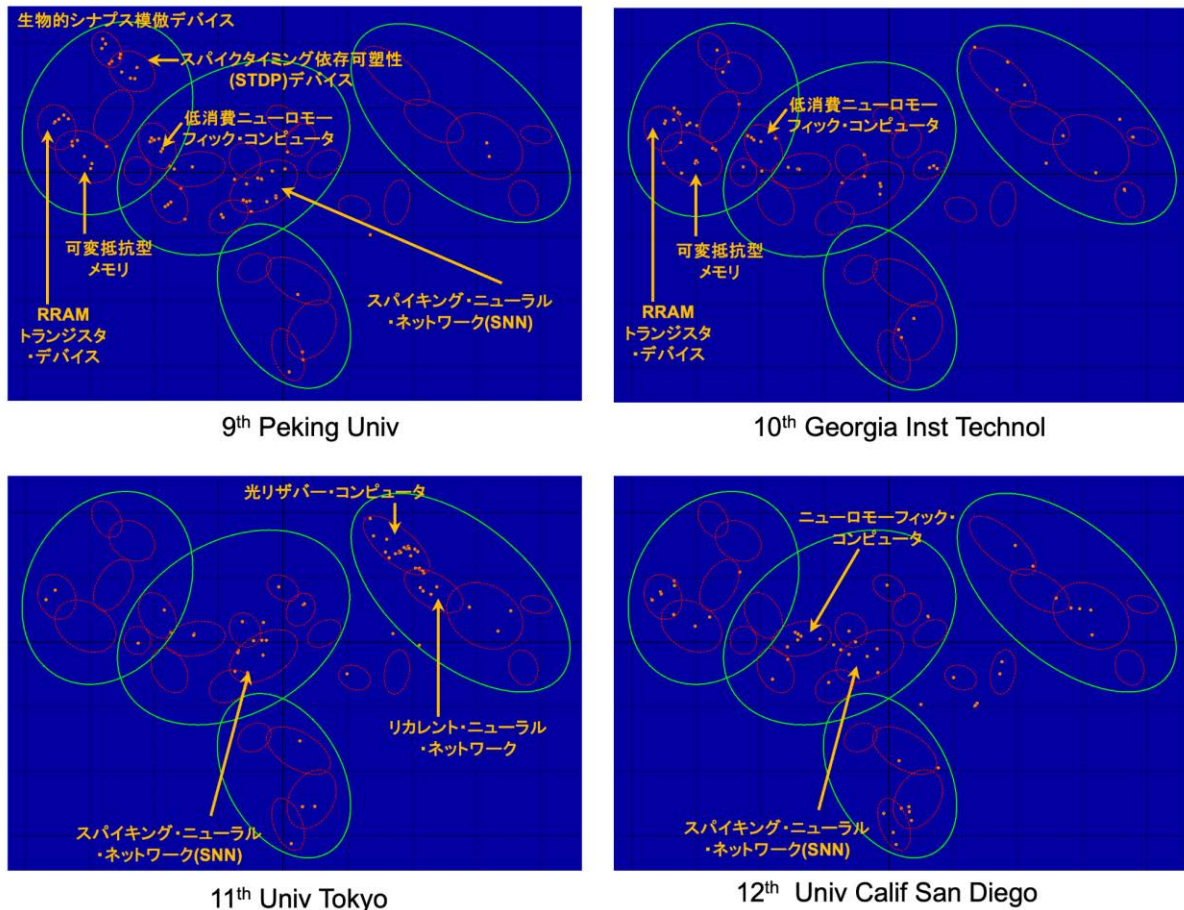 生物的シナプス模倣デバイス
スパイクタイミング依存可塑性
(STDP)デバイス
低消費ニューロモー
フィック・コンピュータ
可変抵抗型
メモリ
RRAM
トランジスタ
・デバイス
スパイキング・ニューラル
・ネットワーク(SNN)
9th Peking Univ
低消費ニューロモー
フィック・コンピュータ
可変抵抗型
メモリ
RRAM
トランジスタ
・デバイス
10th Georgia Inst Technol
光リザバー・コンピュータ
リカレント・ニューラル
・ネットワーク
スパイキング・ニューラル
・ネットワーク(SNN)
11th Univ Tokyo
ニューロモーフィック・
コンピュータ
スパイキング・ニューラル
・ネットワーク(SNN)
12th Univ Calif San Diego